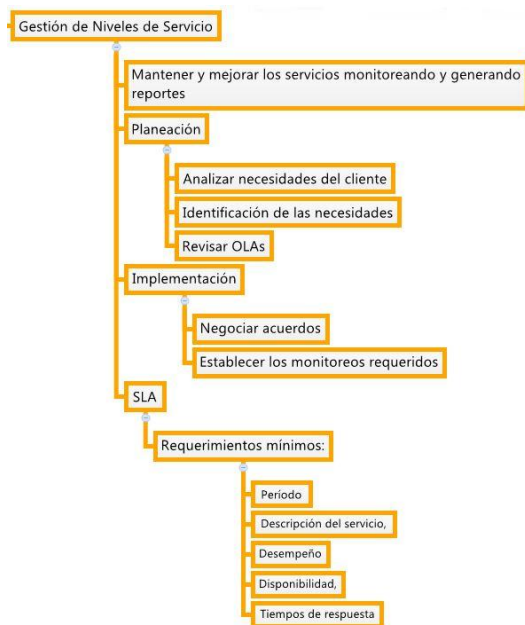 Gestión de Niveles de Servicio
Mantener y mejorar los servicios monitoreando y generando
reportes
Planeación
Analizar necesidades del cliente
Identificación de las necesidades
Revisar OLAs
Implementación
Negociar acuerdos
Establecer los monitoreos requeridos
SLA
Requerimientos mínimos:
Período
Descripción del servicio,
Desempeño
Disponibilidad,
Tiempos de respuesta